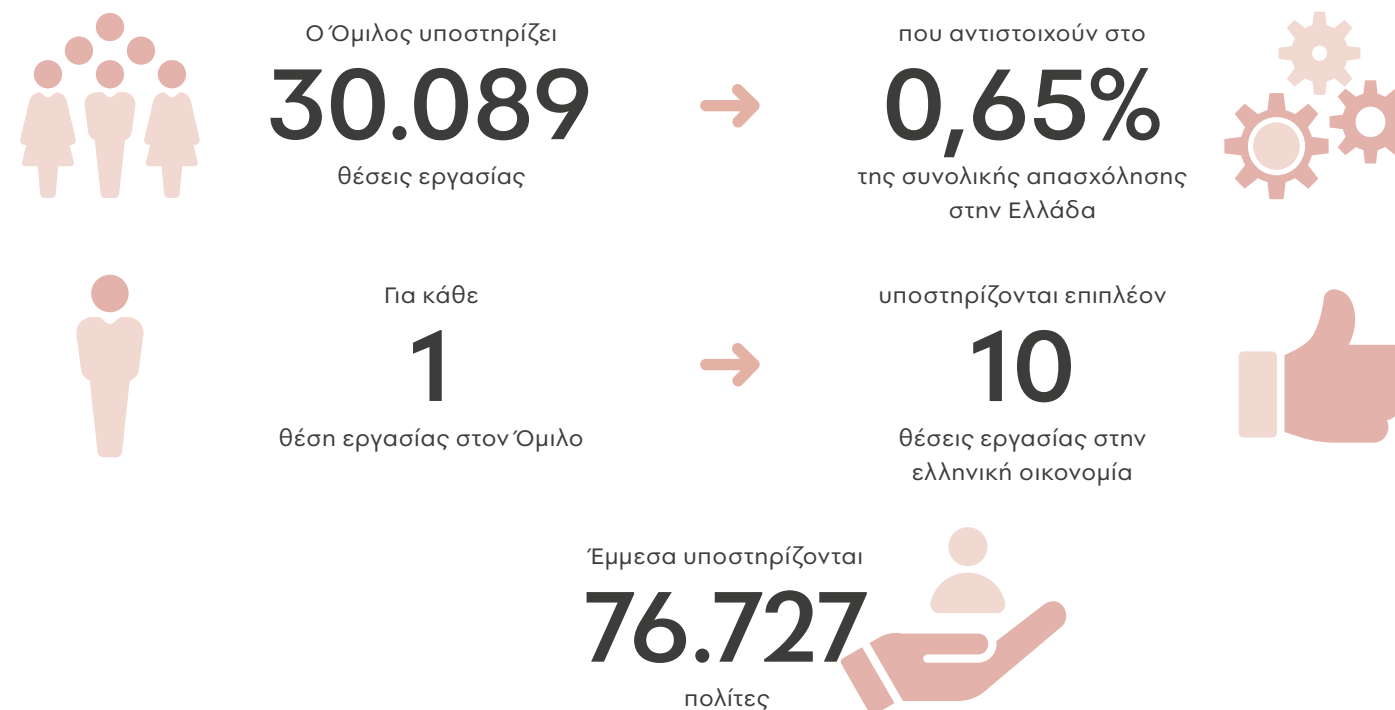 Ο Όμιλος υποστηρίζει
30.089
θέσεις εργασίας
που αντιστοιχούν στο
0,65%
της συνολικής απασχόλησης
στην Ελλάδα
Για κάθε
1
θέση εργασίας στον Όμιλο
υποστηρίζονται επιπλέον
10
θέσεις εργασίας στην
ελληνική οικονομία
Έμμεσα υποστηρίζονται
76.727
πολίτες